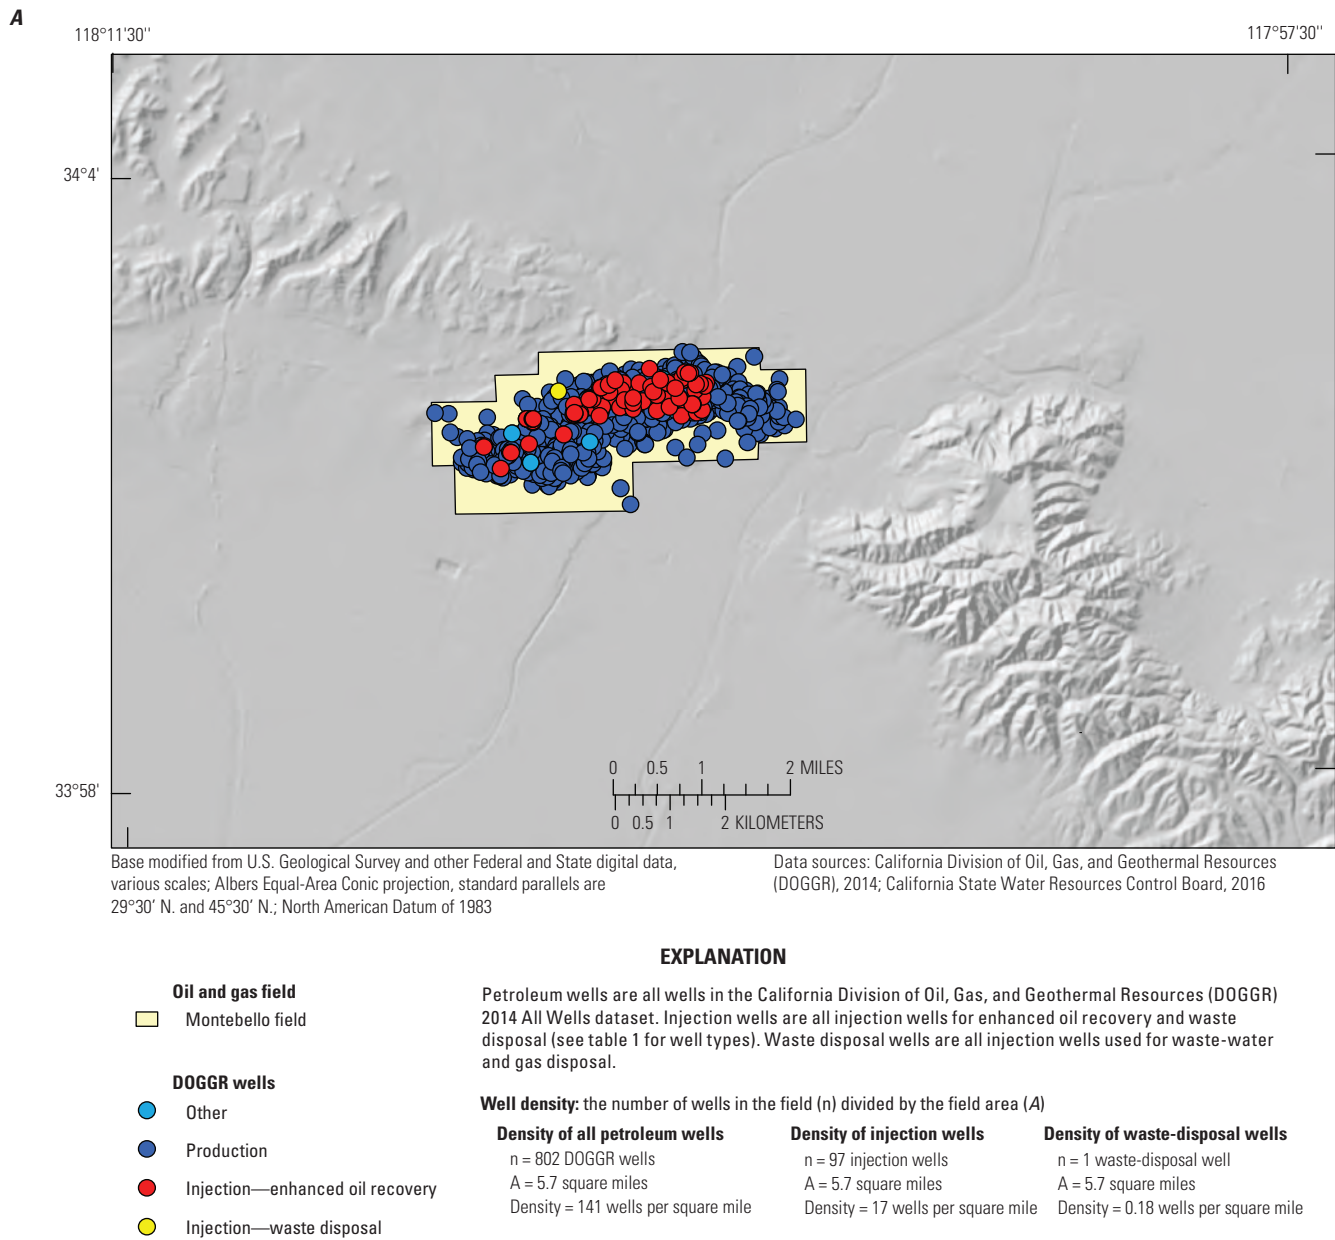 A
118°11'30"
117°57'30"
34°4'
33°58'
0 0.5 1 2 MILES
0 0.5 1 2 KILOMETERS
Base modified from U.S. Geological Survey and other Federal and State digital data,
various scales; Albers Equal-Area Conic projection, standard parallels are
29°30' N. and 45°30' N.; North American Datum of 1983
Data sources: California Division of Oil, Gas, and Geothermal Resources
(DOGGR), 2014; California State Water Resources Control Board, 2016
EXPLANATION
Oil and gas field
Montebello field
DOGGR wells
Other
Production
Injection—enhanced oil recovery
Injection—waste disposal
Petroleum wells are all wells in the California Division of Oil, Gas, and Geothermal Resources (DOGGR)
2014 All Wells dataset. Injection wells are all injection wells for enhanced oil recovery and waste
disposal (see table 1 for well types). Waste disposal wells are all injection wells used for waste-water
and gas disposal.
Well density: the number of wells in the field (n) divided by the field area (A)
Density of all petroleum wells
n = 802 DOGGR wells
A = 5.7 square miles
Density = 141 wells per square mile
Density of injection wells
n = 97 injection wells
A = 5.7 square miles
Density = 17 wells per square mile
Density of waste-disposal wells
n = 1 waste-disposal well
A = 5.7 square miles
Density = 0.18 wells per square mile